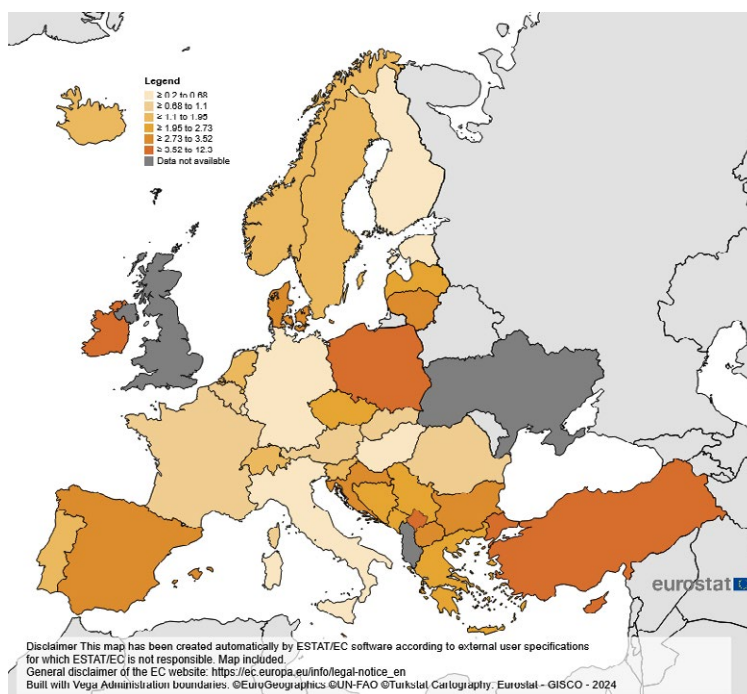 Legend
≥ 0.2 to 0.68
≥ 0.68 to 1.1
≥ 1.1 to 1.95
≥ 1.95 to 2.73
≥ 2.73 to 3.52
≥ 3.52 to 12.3
Data not available
eurostat
Disclaimer This map has been created automatically by ESTAT/EC software according to external user specifications
for which ESTAT/EC is not responsible. Map included.
General disclaimer of the EC website: https://ec.europa.eu/info/legal-notice_en
Built with Vega Administration boundaries: ©EuroGeographics ©UN-FAO ©Turkstat Cartography: Eurostat - GISCO - 2024